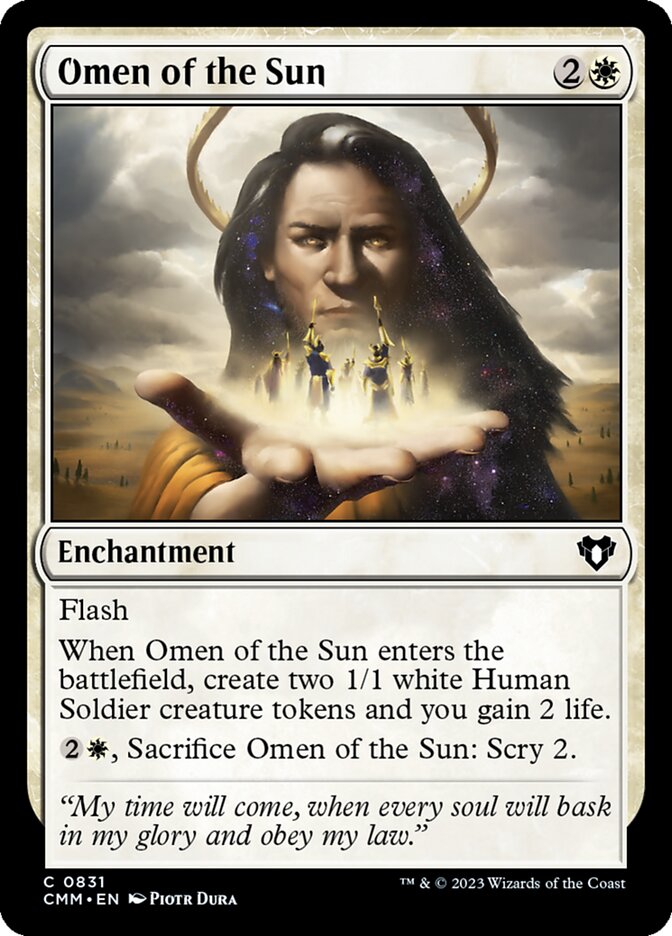 Omen of the Sun 2
Enchantment
Flash
When Omen of the Sun enters the
battlefield, create two 1/1 white Human
Soldier creature tokens and you gain 2 life.
2, Sacrifice Omen of the Sun: Scry 2.
“My time will come, when every soul will bask
in my glory and obey my law.”
C 0831 ™ & © 2023 Wizards of the Coast
CMM • EN Piotr Dura